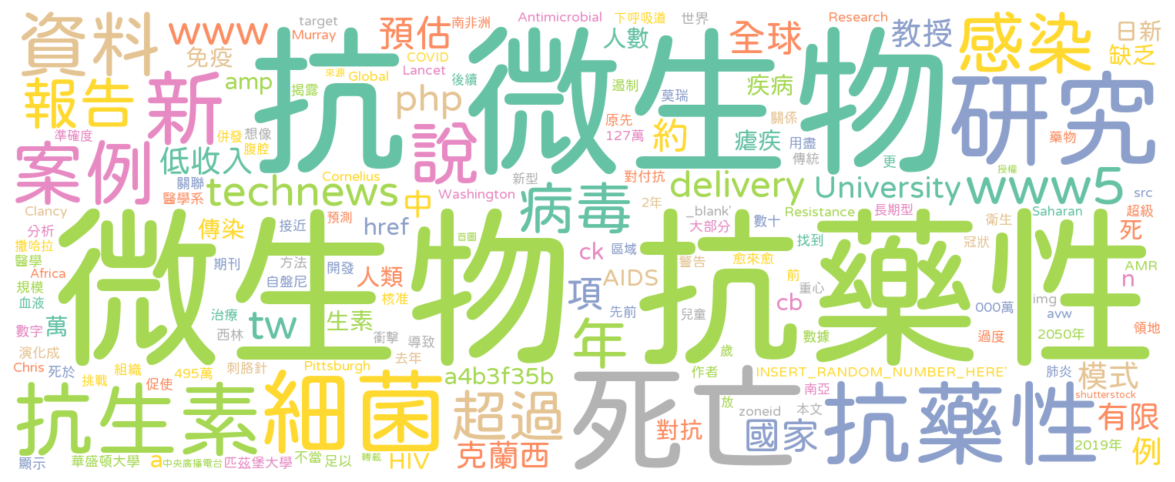 資料 www 預估 南非洲 target Murray Antimicrobial 下呼吸道 世界 Research 教授 感染 日新
免疫 COVID Lancet 人數 全球 缺乏
報告 新 amp 揭露 來源 Global 後續 抗 微生物 遏制 莫瑞 疾病 研究
php 原先 127萬 約 關係 瘧疾 用盡 傳統 藥物
準確度 併發 想像 腹腔 說 更
案例 低收入 關聯 醫學系 technews Cornelius Washington 新型 病毒 對付抗 delivery University 授權 www5 src
Clancy 分析 撒哈拉 傳染 接近 預測 中 href 2年 _blank' 大部分 Resistance 數十 長期型 衛生 Saharan 超級 死
微生物 抗藥性 首圖 ck 區域 找到 愈來愈 冠狀
醫學 Africa 規模 血液 期刊 方法 自盤尼 開發 人類 核准 AIDS 警告 前 重心 AMR n
數字 萬 治療 西林 tw 生素 衝擊 導致 項 先前 兒童 cb 000萬 img avw
演化成 Chris 死於 挑戰 組織 495萬 促使 刺胳針 去年 Pittsburgh 年 歲 作者 數據 過度 2050年 領地
INSERT_RANDOM_NUMBER_HERE` 南亞 肺炎 模式 shutterstock
抗生素 細菌 a4b3f35b 超過 死亡 放 zoneid 本文 抗藥性 有限
克蘭西 對抗 國家 2019年 例
顯示 華盛頓大學 a 中央廣播電台 匹茲堡大學 不當 轉載 足以 HIV